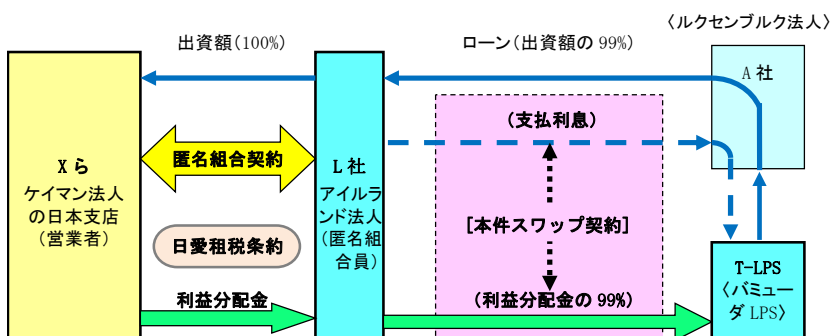 〈ルクセンブルク法人〉
出資額(100%)
ローン(出資額の 99%)
A 社
(支払利息)
匿名組合契約
X ら
ケイマン法人
の日本支店
(営業者)
L 社
アイルラ
ンド法人
(匿名組
合員)
[本件スワップ契約]
日愛租税条約
T-LPS
〈バミュー
ダ LPS〉
利益分配金
(利益分配金の 99%)